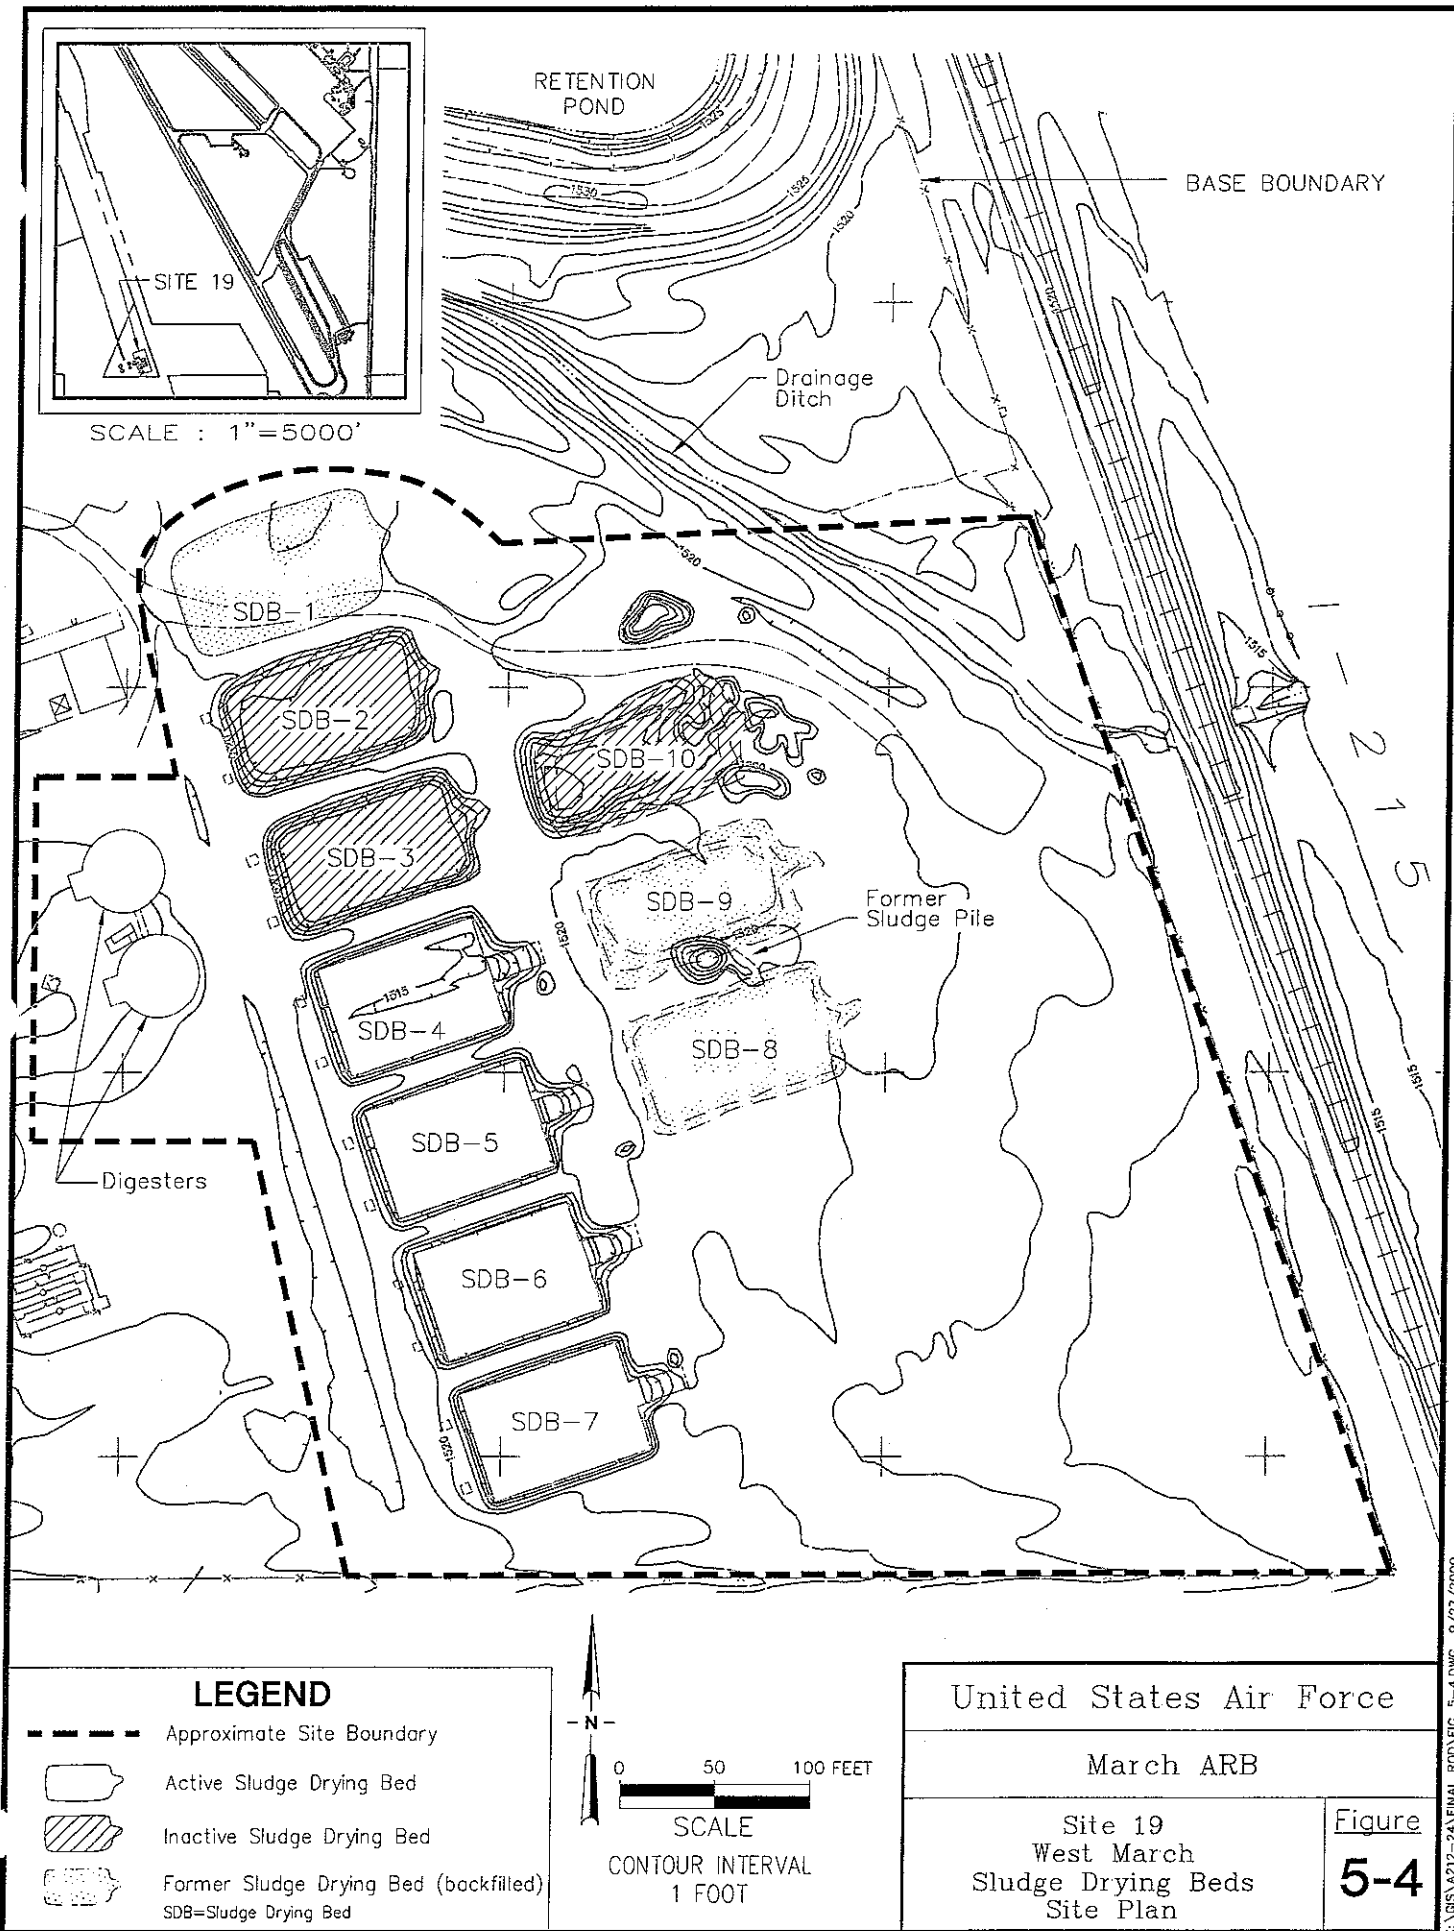 RETENTION
POND
1525
1530
1525
1520
BASE BOUNDARY
SITE 19
1520
Drainage
Ditch
SCALE : 1"=5000'
1520
SDB-1
1515
I-215
SDB-2
SDB-10
SDB-3
SDB-9
Former
Sludge Pile
1520
1520
1515
SDB-4
SDB-8
1515
1515
SDB-5
Digesters
SDB-6
SDB-7
1520
LEGEND
Approximate Site Boundary
Active Sludge Drying Bed
Inactive Sludge Drying Bed
Former Sludge Drying Bed (backfilled)
SDB=Sludge Drying Bed
N
0 50 100 FEET
SCALE
CONTOUR INTERVAL
1 FOOT
United States Air Force
March ARB
Site 19
West March
Sludge Drying Beds
Site Plan
Figure
5-4